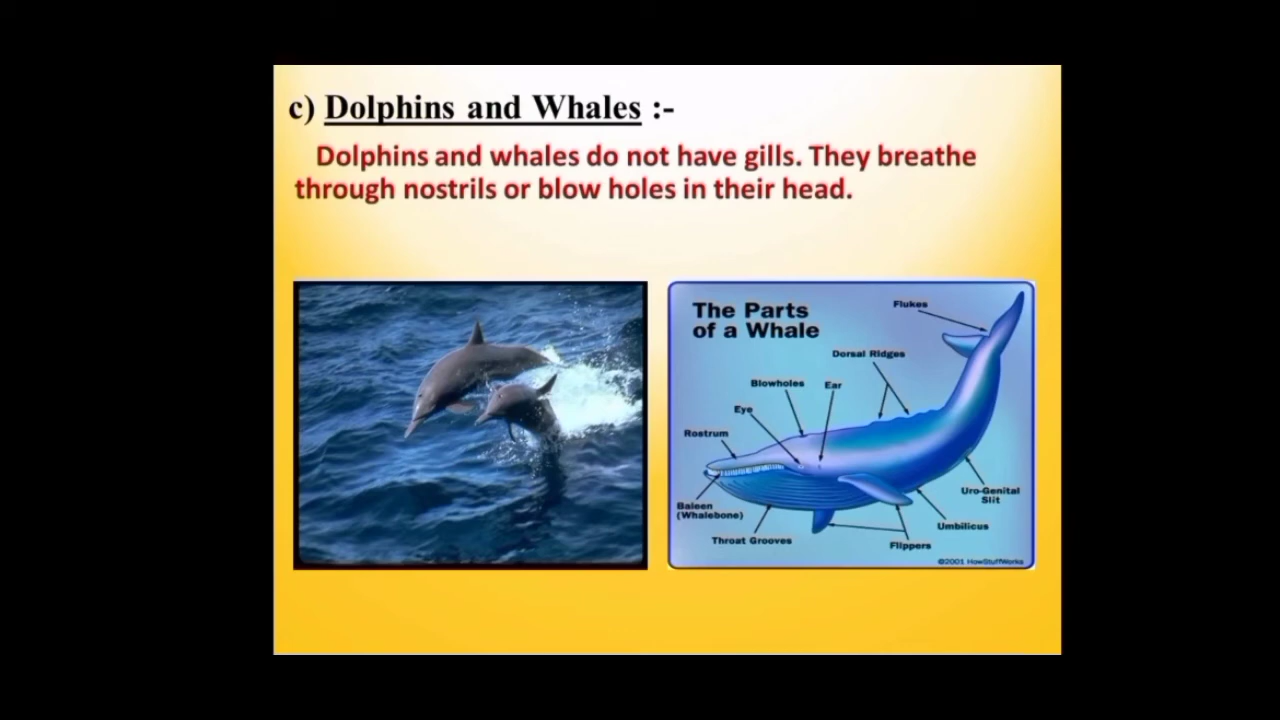 c) Dolphins and Whales :-
Dolphins and whales do not have gills. They breathe
through nostrils or blow holes in their head.
The Parts
of a Whale
Flukes
Dorsal Ridges
Blowholes
Ear
Eye
Rostrum
Baleen
(Whalebone)
Throat Grooves
Flippers
Umbilicus
Uro-Genital
Slit
©2001 HowStuffWorks